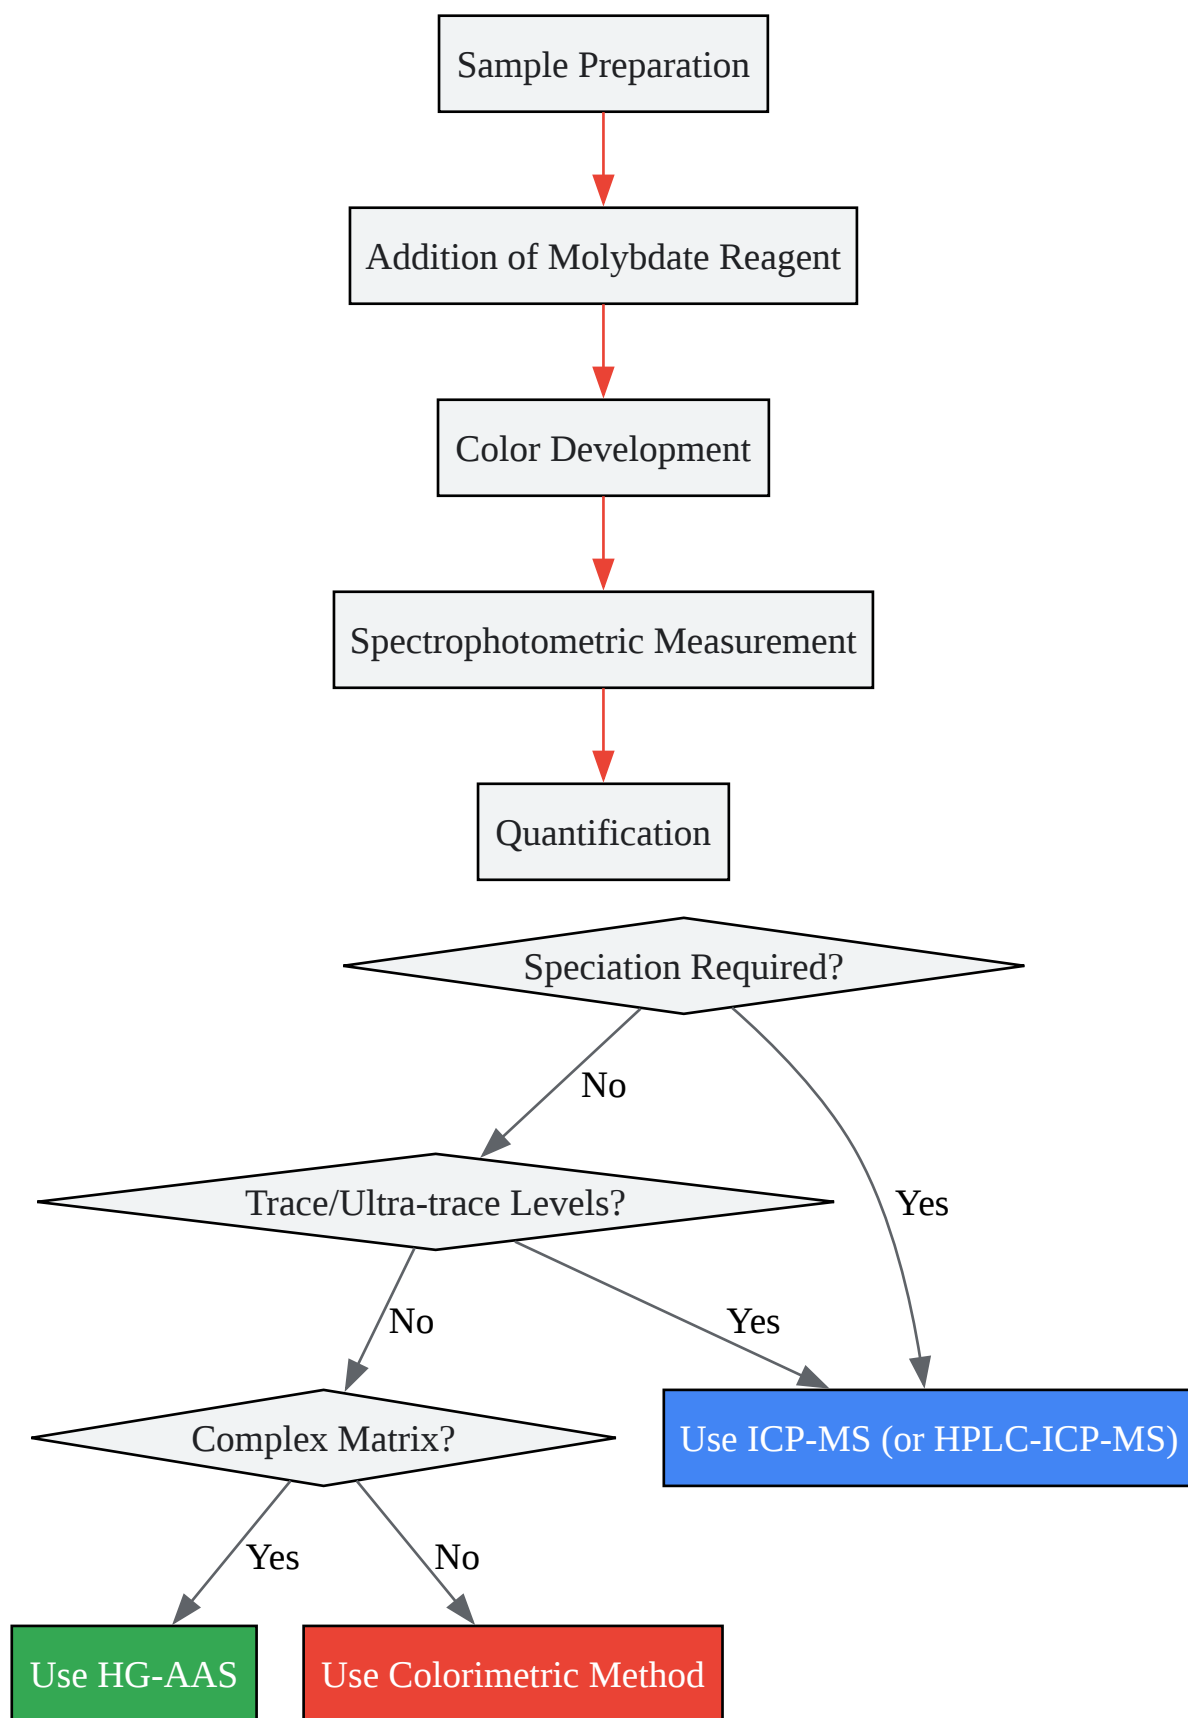 Sample Preparation
Addition of Molybdate Reagent
Color Development
Spectrophotometric Measurement
Quantification
Speciation Required?
No
Yes
Trace/Ultra-trace Levels?
No
Yes
Complex Matrix?
Use ICP-MS (or HPLC-ICP-MS)
Yes
No
Use HG-AAS
Use Colorimetric Method